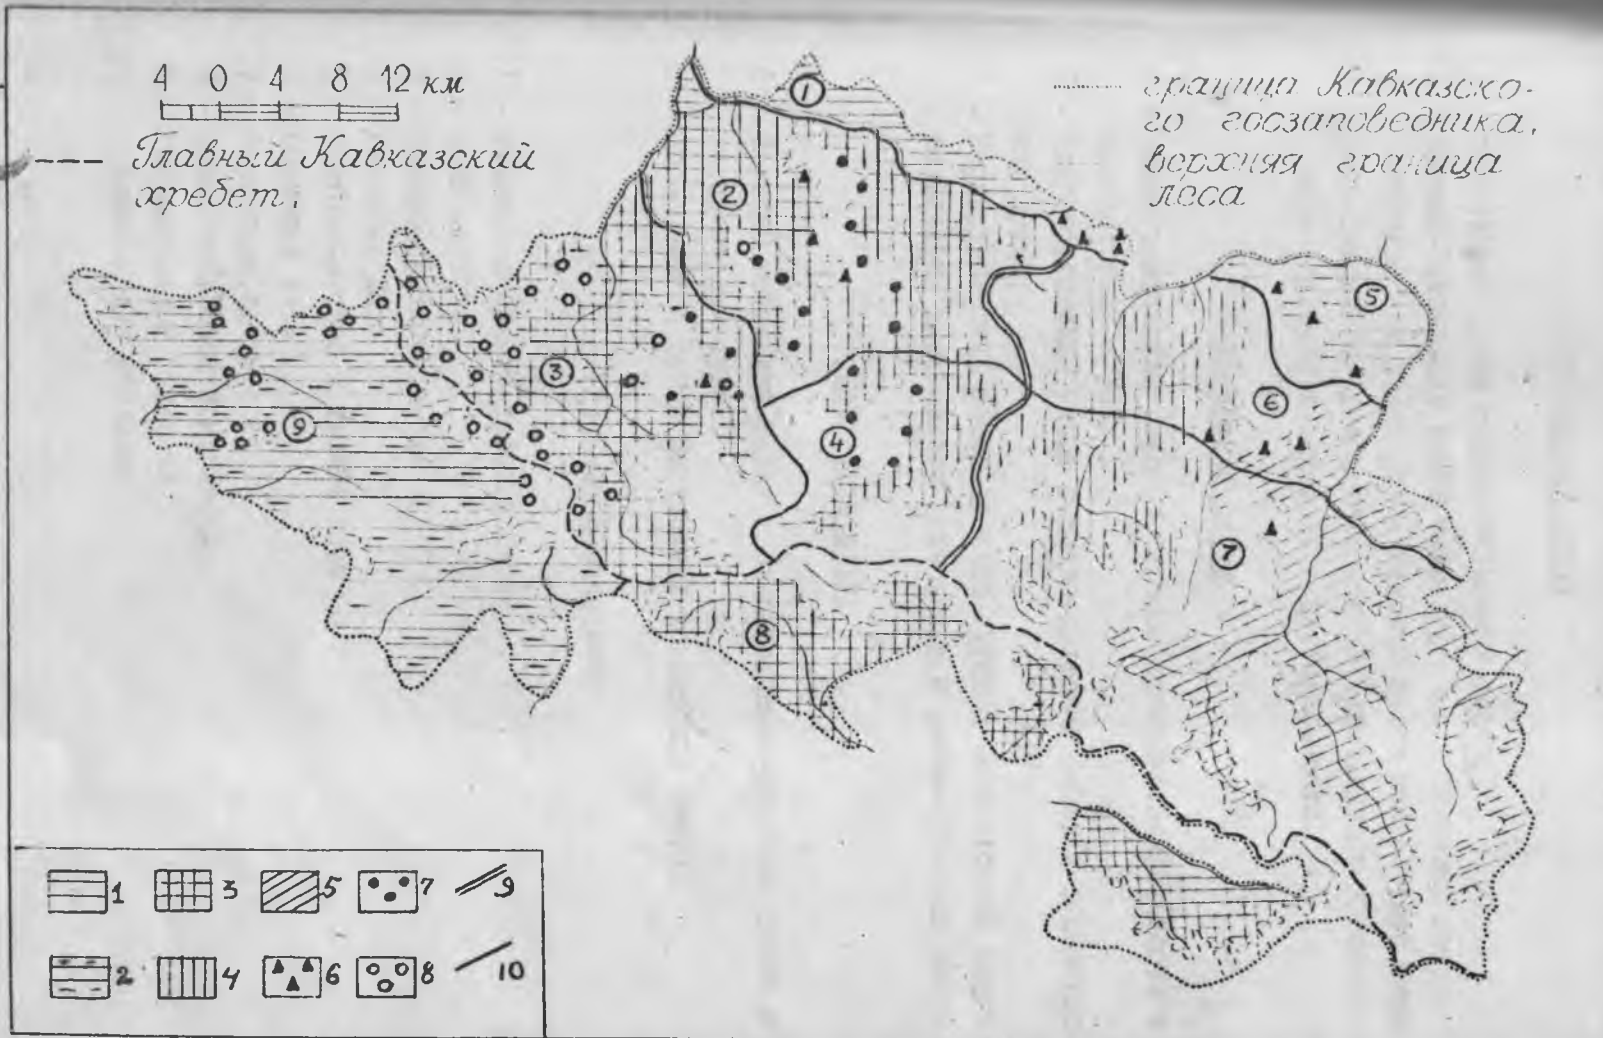 4 0 4 8 12 км
Главный Кавказский
хребет.
граница Кавказско-
го госзаповедника.
верхняя граница
леса
1
2
3
4
5
6
7
8
9
1 3 5 7 9
2 4 6 8 10